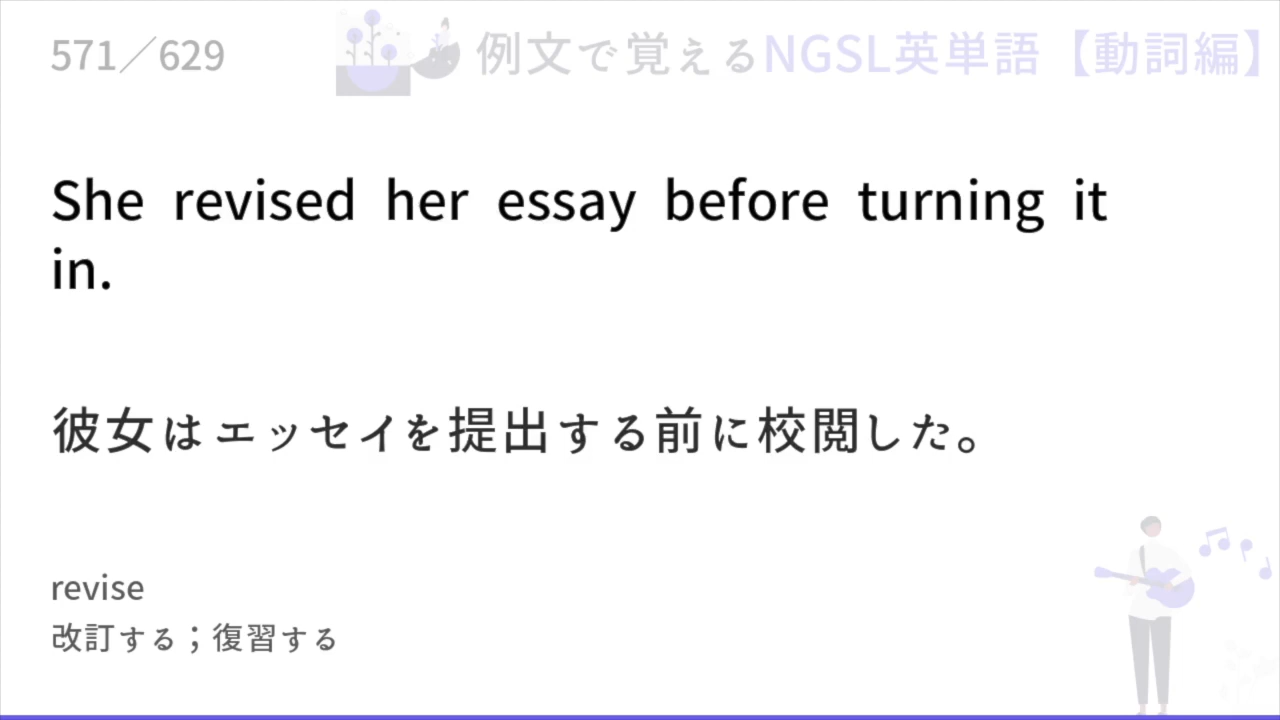 571／629
例文で覚えるNGSL英単語【動詞編】
She revised her essay before turning it
in.
彼女はエッセイを提出する前に校閲した。
revise
改訂する；復習する